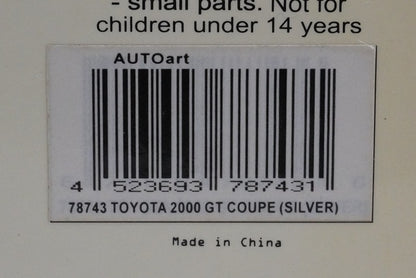 - small parts. Not for
children under 14 years
AUTOart
4 523693 787431
78743 TOYOTA 2000 GT COUPE (SILVER)
Made in China